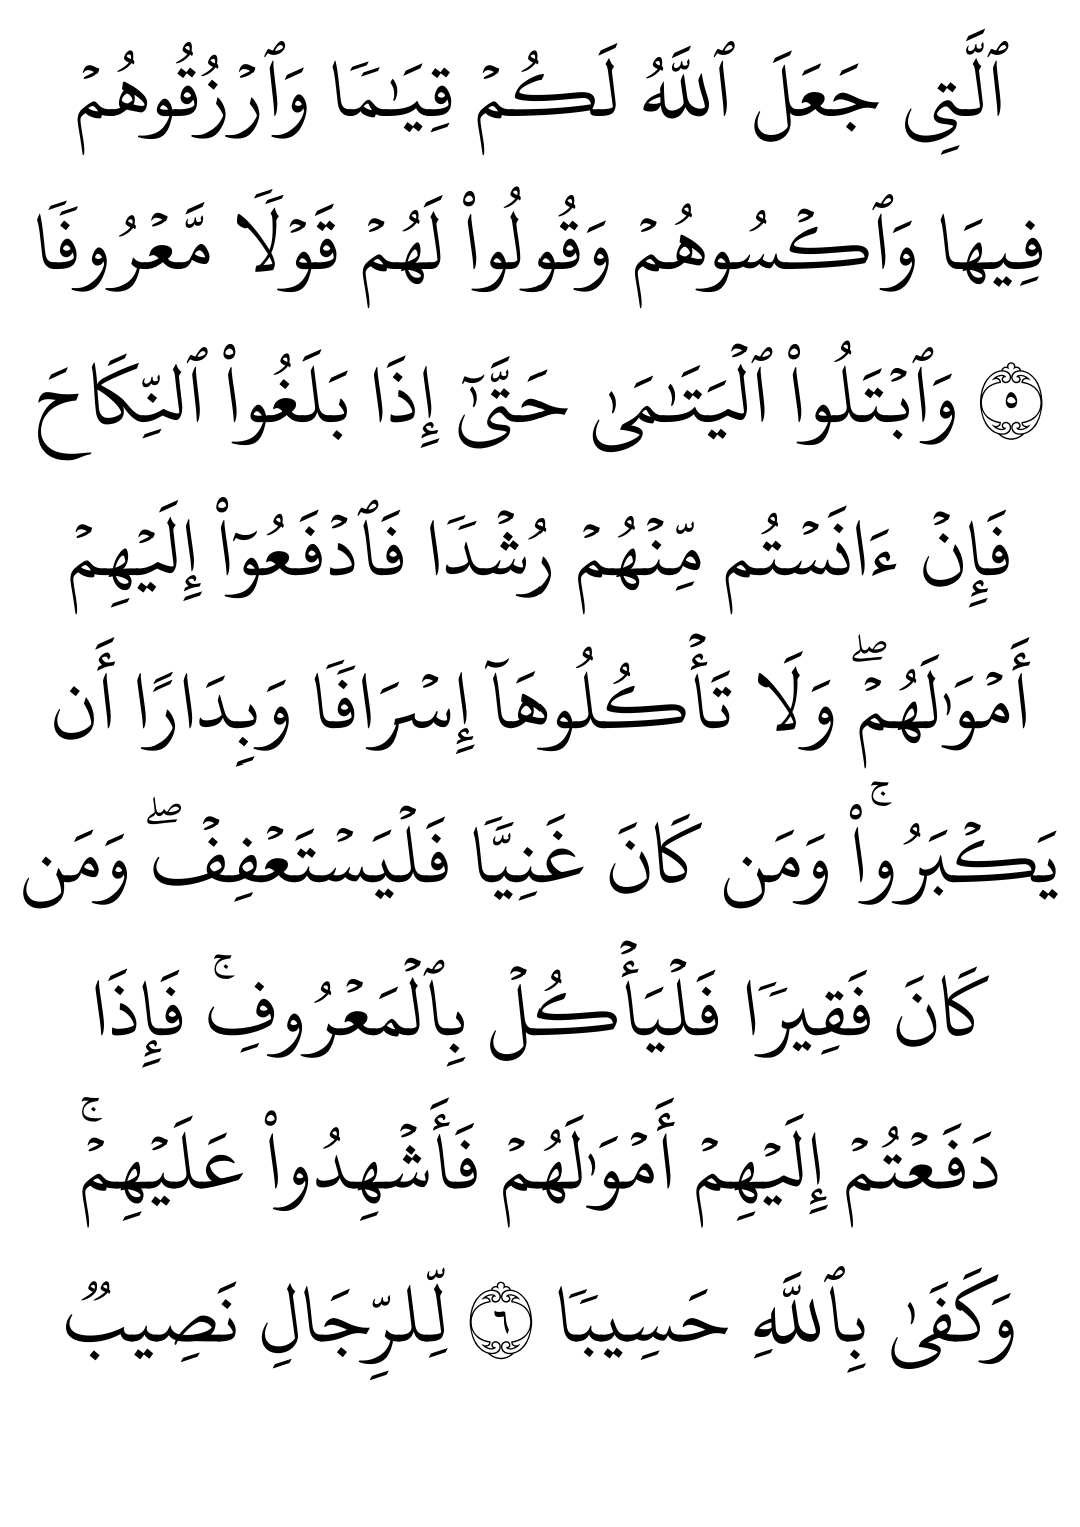 ٱلَّتِي جَعَلَ ٱللَّهُ لَكُمۡ قِيَٰمٗا وَٱرۡزُقُوهُمۡ
فِيهَا وَٱكۡسُوهُمۡ وَقُولُواْ لَهُمۡ قَوۡلٗا مَّعۡرُوفٗا
٥ وَٱبۡتَلُواْ ٱلۡيَتَٰمَىٰ حَتَّىٰٓ إِذَا بَلَغُواْ ٱلنِّكَاحَ
فَإِنۡ ءَانَسۡتُم مِّنۡهُمۡ رُشۡدٗا فَٱدۡفَعُوٓاْ إِلَيۡهِمۡ
أَمۡوَٰلَهُمۡۖ وَلَا تَأۡكُلُوهَآ إِسۡرَافٗا وَبِدَارًا أَن
يَكۡبَرُواْۚ وَمَن كَانَ غَنِيّٗا فَلۡيَسۡتَعۡفِفۡۖ وَمَن
كَانَ فَقِيرٗا فَلۡيَأۡكُلۡ بِٱلۡمَعۡرُوفِۚ فَإِذَا
دَفَعۡتُمۡ إِلَيۡهِمۡ أَمۡوَٰلَهُمۡ فَأَشۡهِدُواْ عَلَيۡهِمۡۚ
وَكَفَىٰ بِٱللَّهِ حَسِيبٗا ٦ لِّلرِّجَالِ نَصِيبٞ